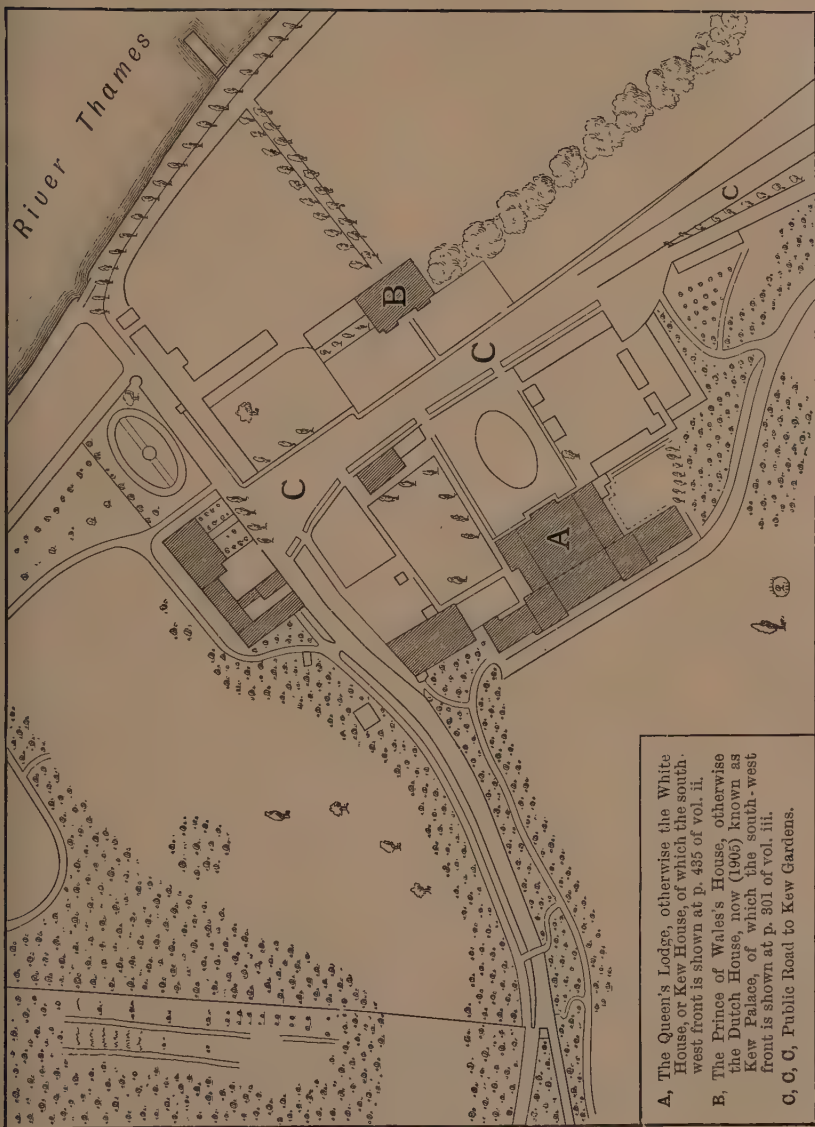 River Thames
B
C
C
C
C
A
A, The Queen's Lodge, otherwise the White
House, or Kew House, of which the south-
west front is shown at p. 435 of vol. ii.
B, The Prince of Wales's House, otherwise
the Dutch House, now (1905) known as
Kew Palace, of which the south-west
front is shown at p. 301 of vol. iii.
C, C, C, Public Road to Kew Gardens.